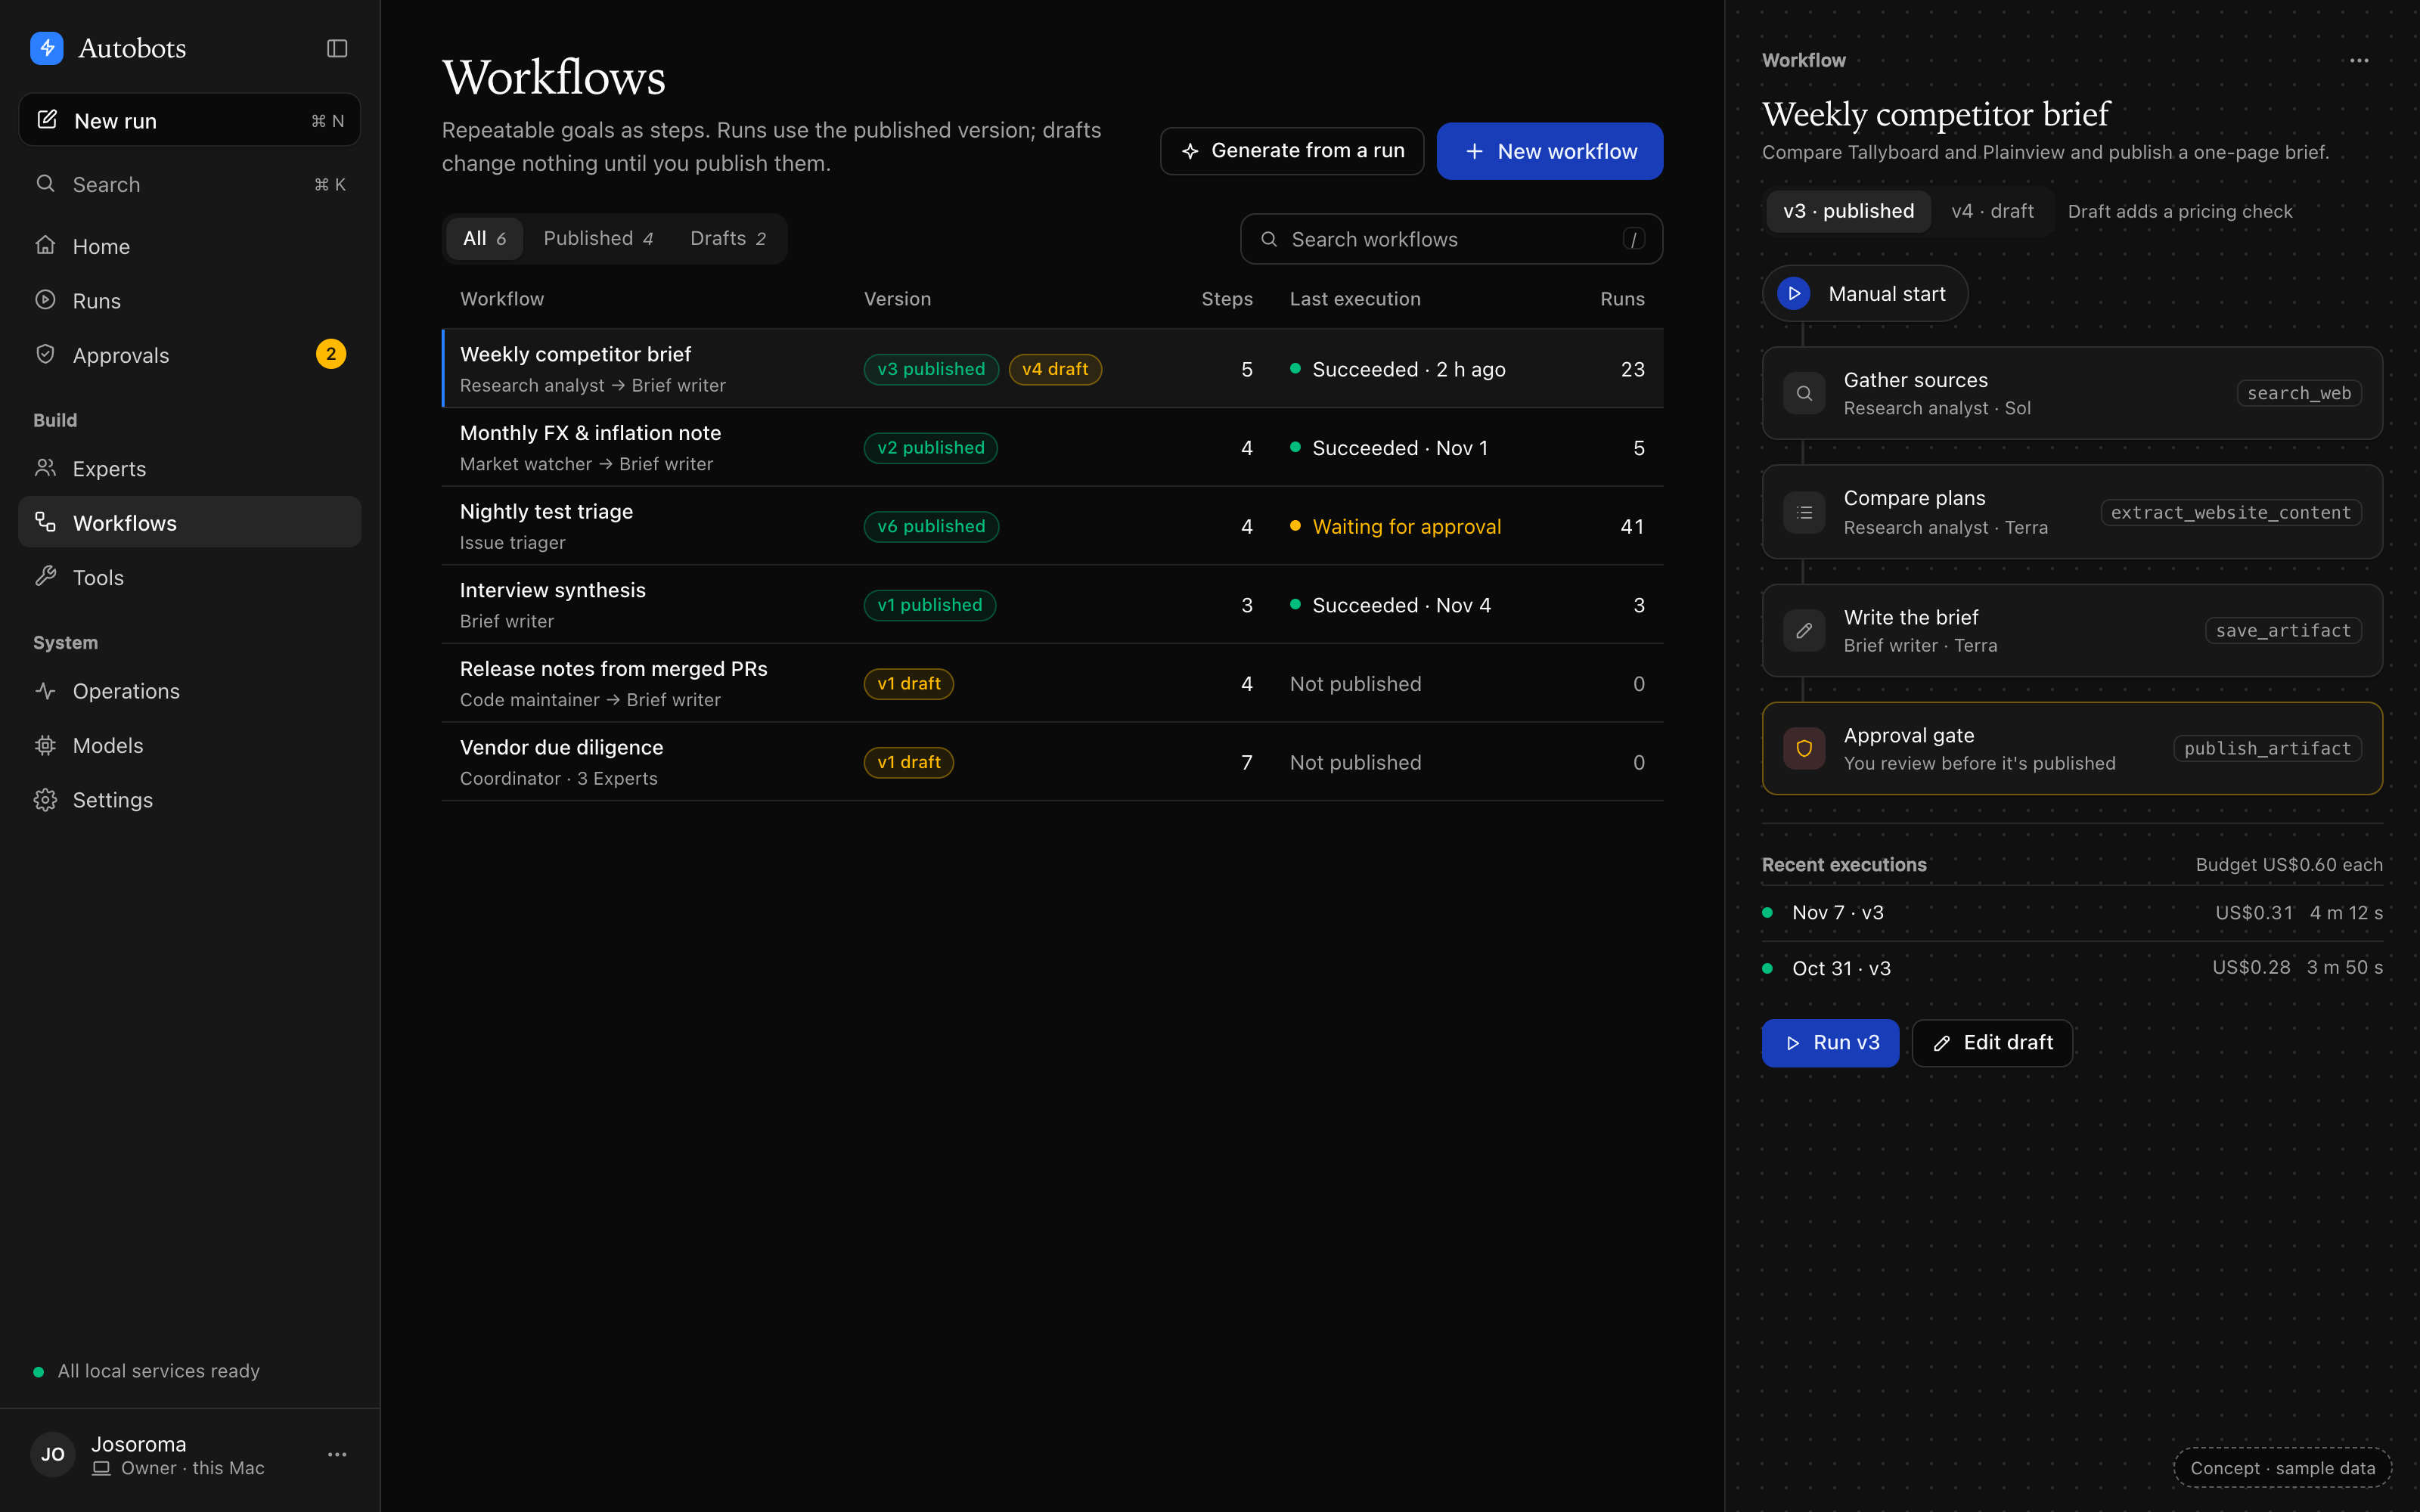 Autobots
New run ⌘ N
Search ⌘ K
Home
Runs
Approvals 2
Build
Experts
Workflows
Tools
System
Operations
Models
Settings
All local services ready
JO
Josoroma
Owner · this Mac
Workflows
Repeatable goals as steps. Runs use the published version; drafts
change nothing until you publish them.
Generate from a run
New workflow
All 6 Published 4 Drafts 2
Search workflows /
Workflow Version Steps Last execution Runs
Weekly competitor brief
Research analyst → Brief writer
v3 published v4 draft 5 Succeeded · 2 h ago 23
Monthly FX & inflation note
Market watcher → Brief writer
v2 published 4 Succeeded · Nov 1 5
Nightly test triage
Issue triager
v6 published 4 Waiting for approval 41
Interview synthesis
Brief writer
v1 published 3 Succeeded · Nov 4 3
Release notes from merged PRs
Code maintainer → Brief writer
v1 draft 4 Not published 0
Vendor due diligence
Coordinator · 3 Experts
v1 draft 7 Not published 0
Workflow
Weekly competitor brief
Compare Tallyboard and Plainview and publish a one-page brief.
v3 · published v4 · draft Draft adds a pricing check
Manual start
Gather sources
Research analyst · Sol
search_web
Compare plans
Research analyst · Terra
extract_website_content
Write the brief
Brief writer · Terra
save_artifact
Approval gate
You review before it's published
publish_artifact
Recent executions Budget US$0.60 each
Nov 7 · v3 US$0.31 4 m 12 s
Oct 31 · v3 US$0.28 3 m 50 s
Run v3 Edit draft
Concept · sample data